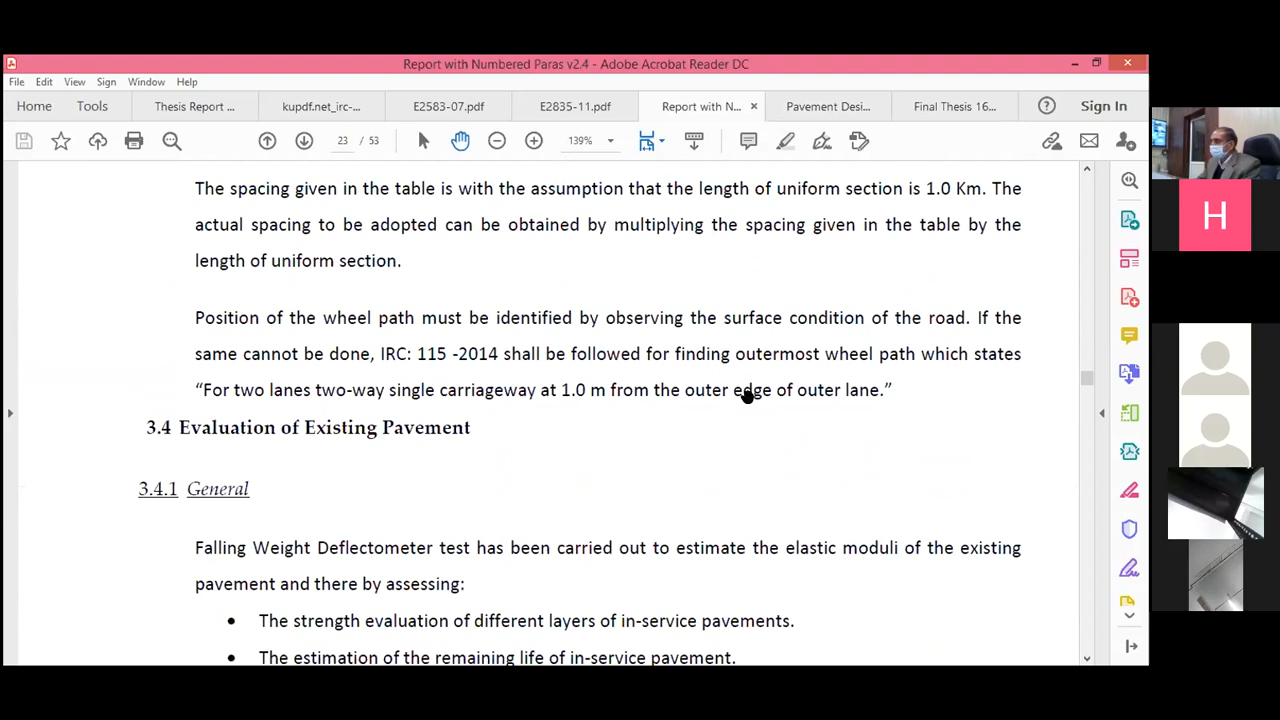 Report with Numbered Paras v2.4 - Adobe Acrobat Reader DC
File Edit View Sign Window Help
Home Tools Thesis Report ... kupdf.net_irc-... E2583-07.pdf E2835-11.pdf Report with N... × Pavement Desi... Final Thesis 16... Sign In
23 / 53 139%
The spacing given in the table is with the assumption that the length of uniform section is 1.0 Km. The
actual spacing to be adopted can be obtained by multiplying the spacing given in the table by the
length of uniform section.
Position of the wheel path must be identified by observing the surface condition of the road. If the
same cannot be done, IRC: 115 -2014 shall be followed for finding outermost wheel path which states
“For two lanes two-way single carriageway at 1.0 m from the outer edge of outer lane.”
3.4 Evaluation of Existing Pavement
3.4.1 General
Falling Weight Deflectometer test has been carried out to estimate the elastic moduli of the existing
pavement and there by assessing:
• The strength evaluation of different layers of in-service pavements.
• The estimation of the remaining life of in-service pavement.
H